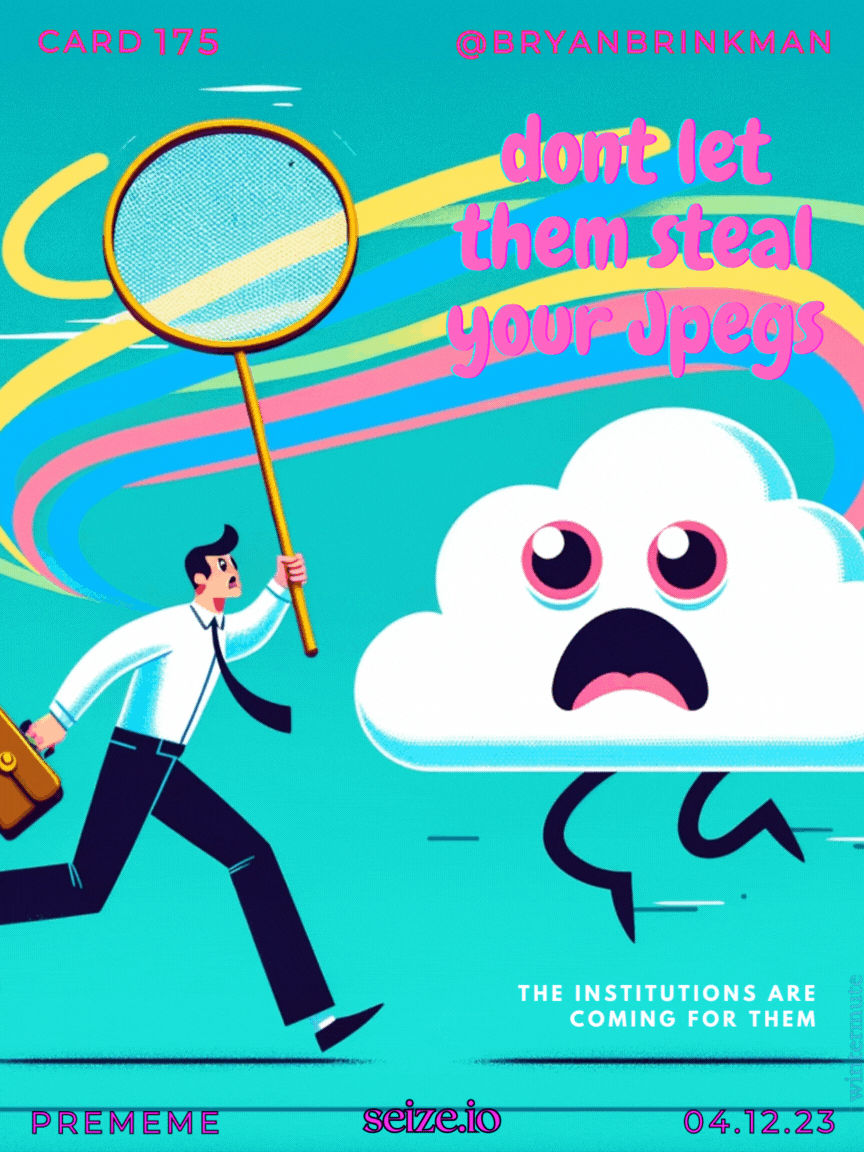 CARD 175
@BRYANBRINKMAN
dont let
them steal
your Jpegs
THE INSTITUTIONS ARE
COMING FOR THEM
wintermute
PREMEME
seize.io
04.12.23